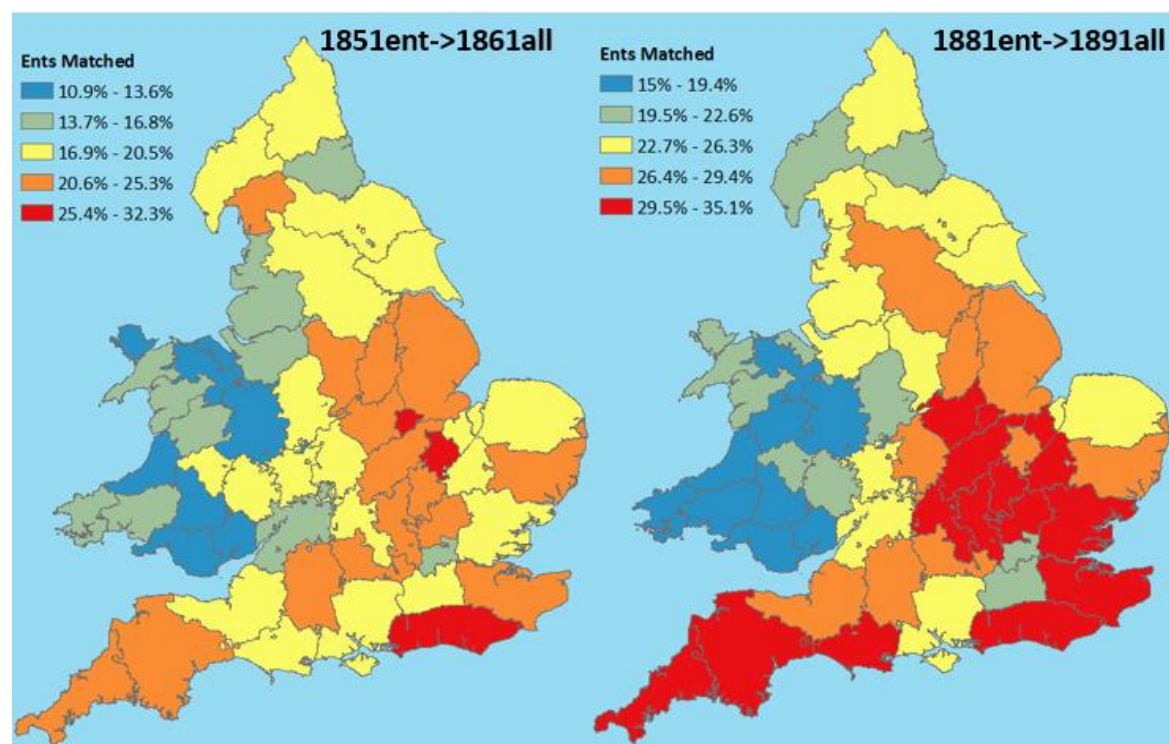 1851ent->1861all
Ents Matched
10.9% - 13.6%
13.7% - 16.8%
16.9% - 20.5%
20.6% - 25.3%
25.4% - 32.3%
1881ent->1891all
Ents Matched
15% - 19.4%
19.5% - 22.6%
22.7% - 26.3%
26.4% - 29.4%
29.5% - 35.1%